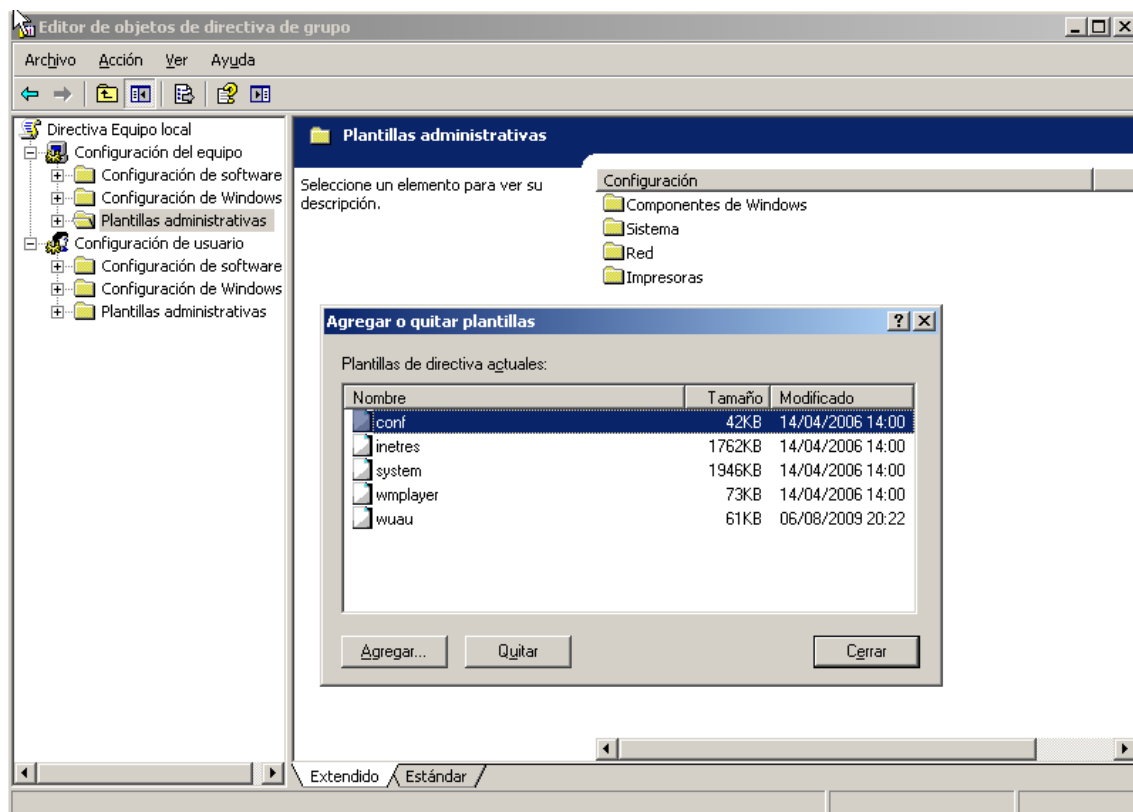 Editor de objetos de directiva de grupo
Archivo Acción Ver Ayuda
Directiva Equipo local
Configuración del equipo
Configuración de software
Configuración de Windows
Plantillas administrativas
Configuración de usuario
Configuración de software
Configuración de Windows
Plantillas administrativas
Plantillas administrativas
Seleccione un elemento para ver su
descripción.
Configuración
Componentes de Windows
Sistema
Red
Impresoras
Agregar o quitar plantillas
Plantillas de directiva actuales:
Nombre Tamaño Modificado
conf 42KB 14/04/2006 14:00
inetres 1762KB 14/04/2006 14:00
system 1946KB 14/04/2006 14:00
wmplayer 73KB 14/04/2006 14:00
wuau 61KB 06/08/2009 20:22
Agregar... Quitar Cerrar
Extendido Estándar